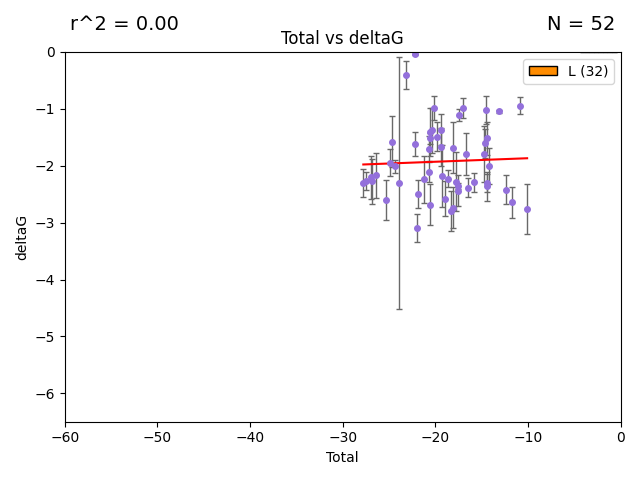 r^2 = 0.00
N = 52
Total vs deltaG
L (32)
deltaG
0
−1
−2
−3
−4
−5
−6
−60
−50
−40
−30
−20
−10
0
Total